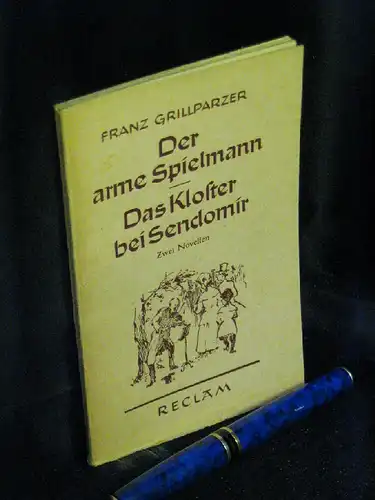 FRANZ GRILLPARZER
Der
arme Spielmann
Das Kloſter
bei Sendomir
Zwei Novellen
RECLAM